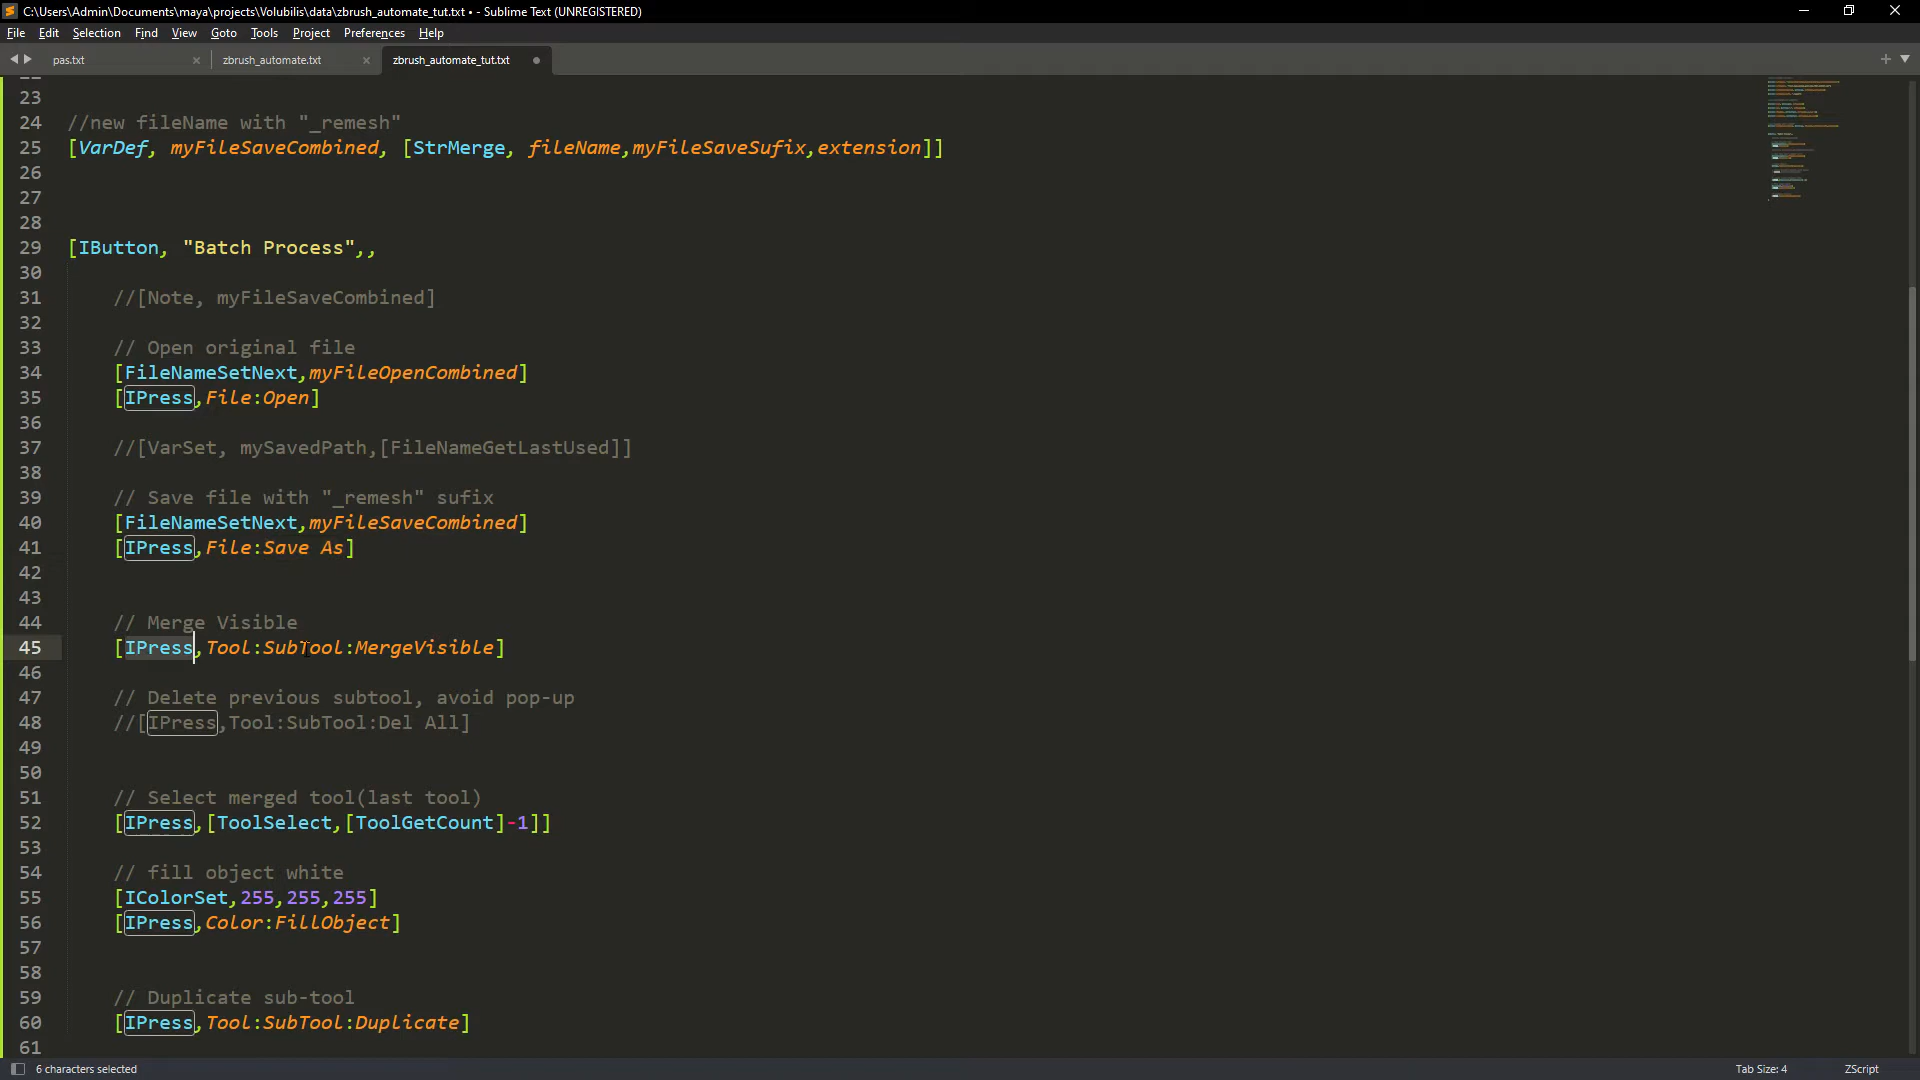 C:\Users\Admin\Documents\maya\projects\Volubilis\data\zbrush_automate_tut.txt • - Sublime Text (UNREGISTERED)
File Edit Selection Find View Goto Tools Project Preferences Help
pas.txt × zbrush_automate.txt × zbrush_automate_tut.txt
23
24 //new fileName with "_remesh"
25 [VarDef, myFileSaveCombined, [StrMerge, fileName,myFileSaveSufix,extension]]
26
27
28
29 [IButton, "Batch Process",,
30
31 //[Note, myFileSaveCombined]
32
33 // Open original file
34 [FileNameSetNext,myFileOpenCombined]
35 [IPress,File:Open]
36
37 //[VarSet, mySavedPath,[FileNameGetLastUsed]]
38
39 // Save file with "_remesh" sufix
40 [FileNameSetNext,myFileSaveCombined]
41 [IPress,File:Save As]
42
43
44 // Merge Visible
45 [IPress,Tool:SubTool:MergeVisible]
46
47 // Delete previous subtool, avoid pop-up
48 //[IPress,Tool:SubTool:Del All]
49
50
51 // Select merged tool(last tool)
52 [IPress,[ToolSelect,[ToolGetCount]-1]]
53
54 // fill object white
55 [IColorSet,255,255,255]
56 [IPress,Color:FillObject]
57
58
59 // Duplicate sub-tool
60 [IPress,Tool:SubTool:Duplicate]
61
6 characters selected Tab Size: 4 ZScript